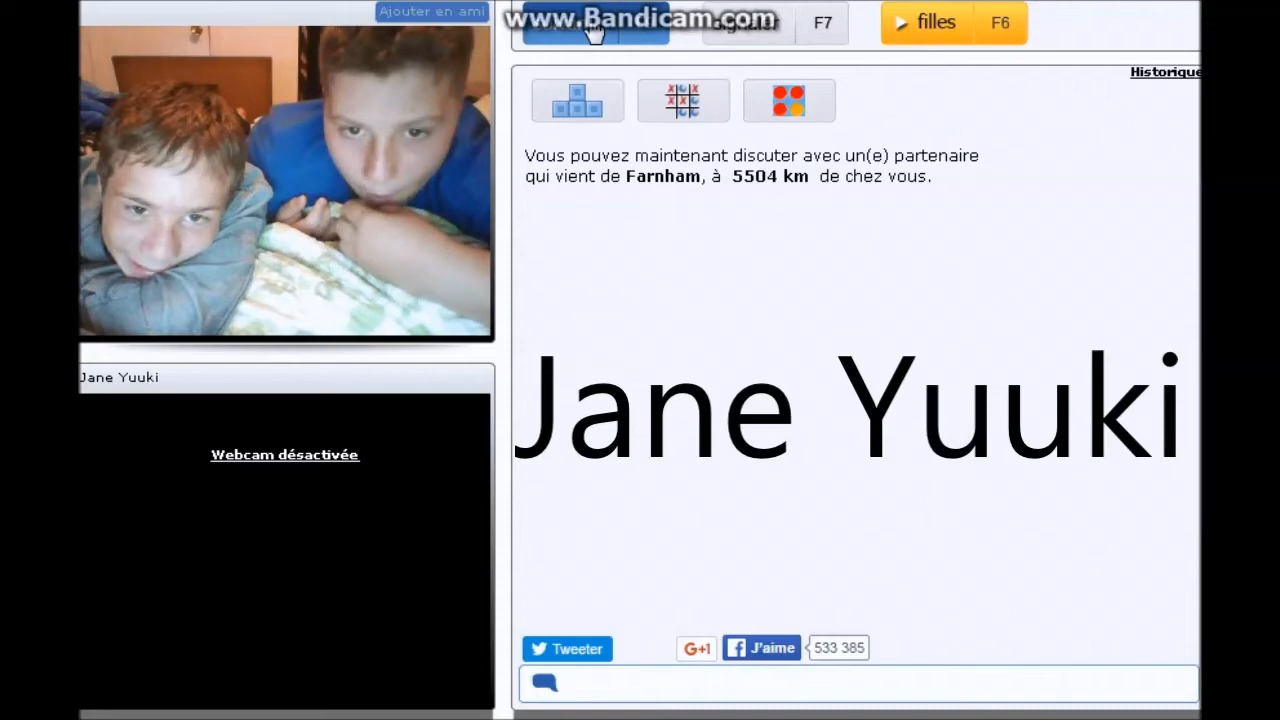 Ajouter en ami
www.Bandicam.com
F7
filles
F6
Historique
Vous pouvez maintenant discuter avec un(e) partenaire
qui vient de Farnham, à 5504 km de chez vous.
Jane Yuuki
Webcam désactivée
Jane Yuuki
Tweeter
G+1
J'aime
533 385